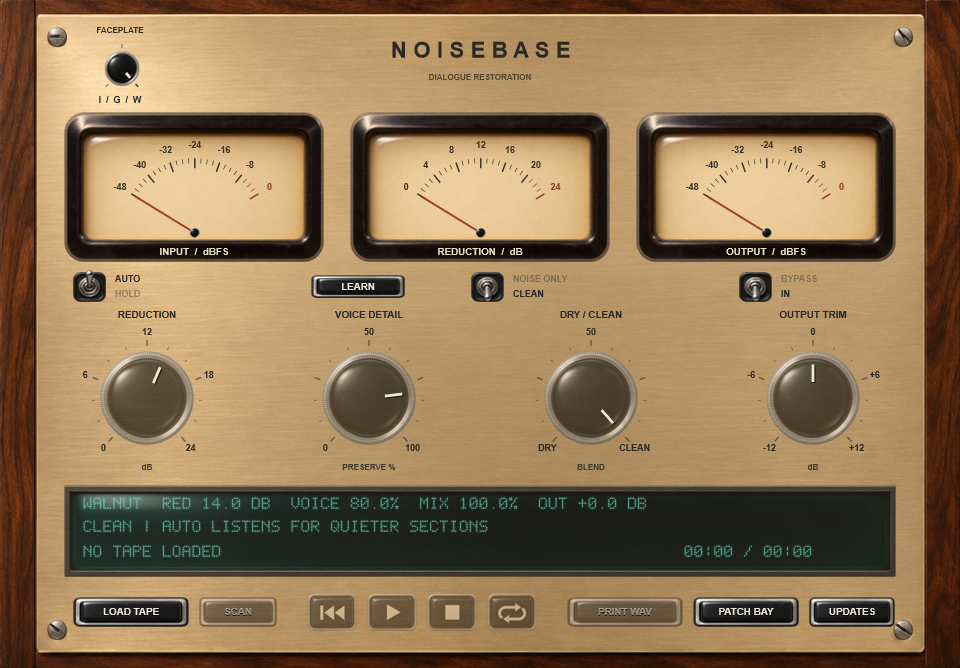 FACEPLATE
NOISEBASE
DIALOGUE RESTORATION
I / G / W
-48 -40 -32 -24 -16 -8 0
INPUT / dBFS
0 4 8 12 16 20 24
REDUCTION / dB
-48 -40 -32 -24 -16 -8 0
OUTPUT / dBFS
AUTO
HOLD
LEARN
NOISE ONLY
CLEAN
BYPASS
IN
REDUCTION
12
6 18
0 24
dB
VOICE DETAIL
50
0 100
PRESERVE %
DRY / CLEAN
50
DRY CLEAN
BLEND
OUTPUT TRIM
0
-6 +6
-12 +12
dB
WALNUT RED 14.0 DB VOICE 80.0% MIX 100.0% OUT +0.0 DB
CLEAN | AUTO LISTENS FOR QUIETER SECTIONS
NO TAPE LOADED 00:00 / 00:00
LOAD TAPE SCAN PRINT WAV PATCH BAY UPDATES